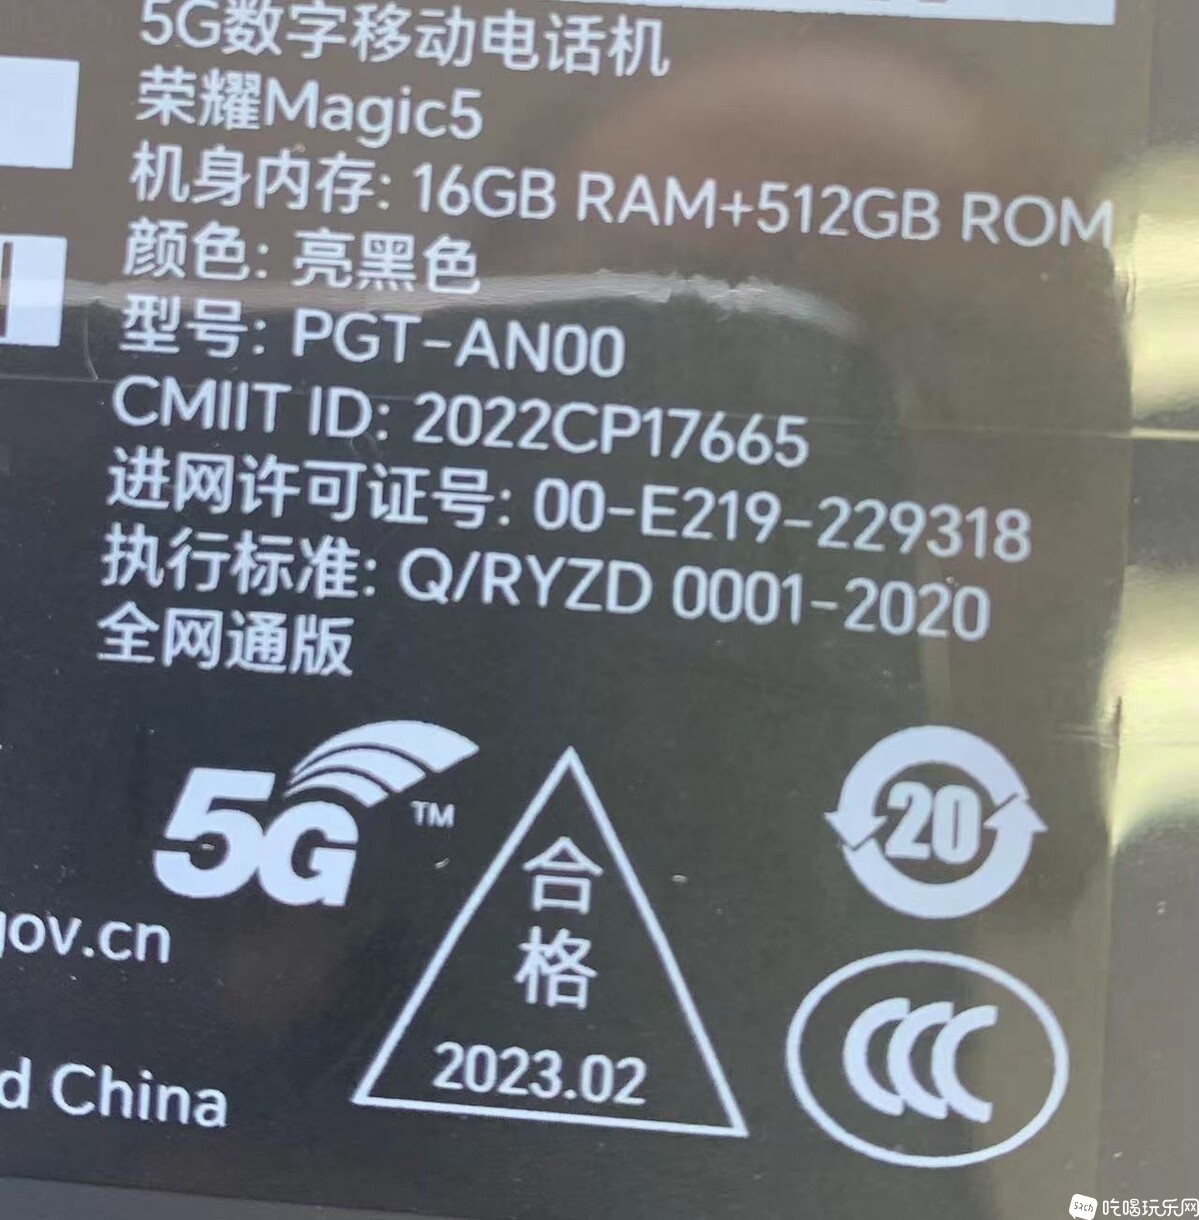 5G数字移动电话机
荣耀Magic5
机身内存: 16GB RAM+512GB ROM
颜色: 亮黑色
型号: PGT-AN00
CMIIT ID: 2022CP17665
进网许可证号: 00-E219-229318
执行标准: Q/RYZD 0001-2020
全网通版
5G TM
合格
2023.02
20
CCC
gov.cn
d China
吃喝玩乐网